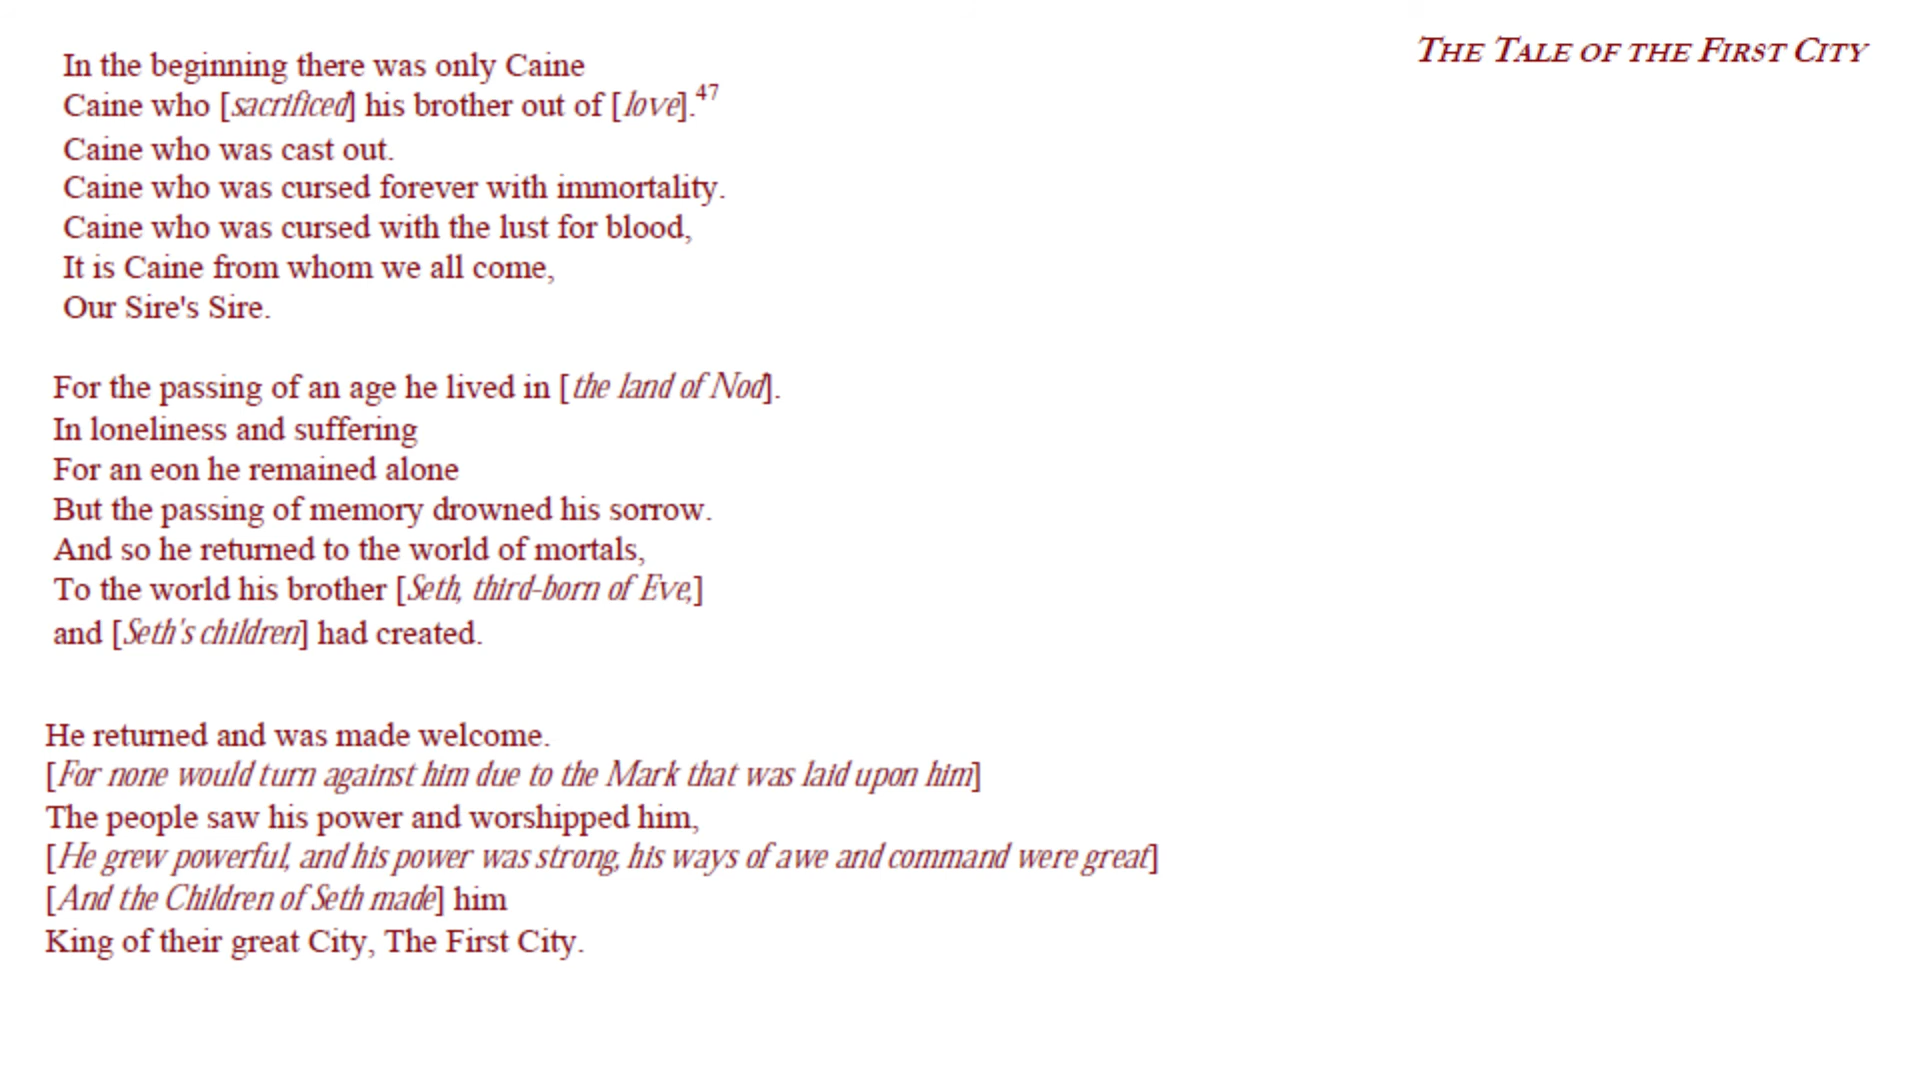 THE TALE OF THE FIRST CITY
In the beginning there was only Caine
Caine who [sacrificed] his brother out of [love].47
Caine who was cast out.
Caine who was cursed forever with immortality.
Caine who was cursed with the lust for blood,
It is Caine from whom we all come,
Our Sire's Sire.
For the passing of an age he lived in [the land of Nod].
In loneliness and suffering
For an eon he remained alone
But the passing of memory drowned his sorrow.
And so he returned to the world of mortals,
To the world his brother [Seth, third-born of Eve,]
and [Seth's children] had created.
He returned and was made welcome.
[For none would turn against him due to the Mark that was laid upon him]
The people saw his power and worshipped him,
[He grew powerful, and his power was strong, his ways of awe and command were great]
[And the Children of Seth made] him
King of their great City, The First City.